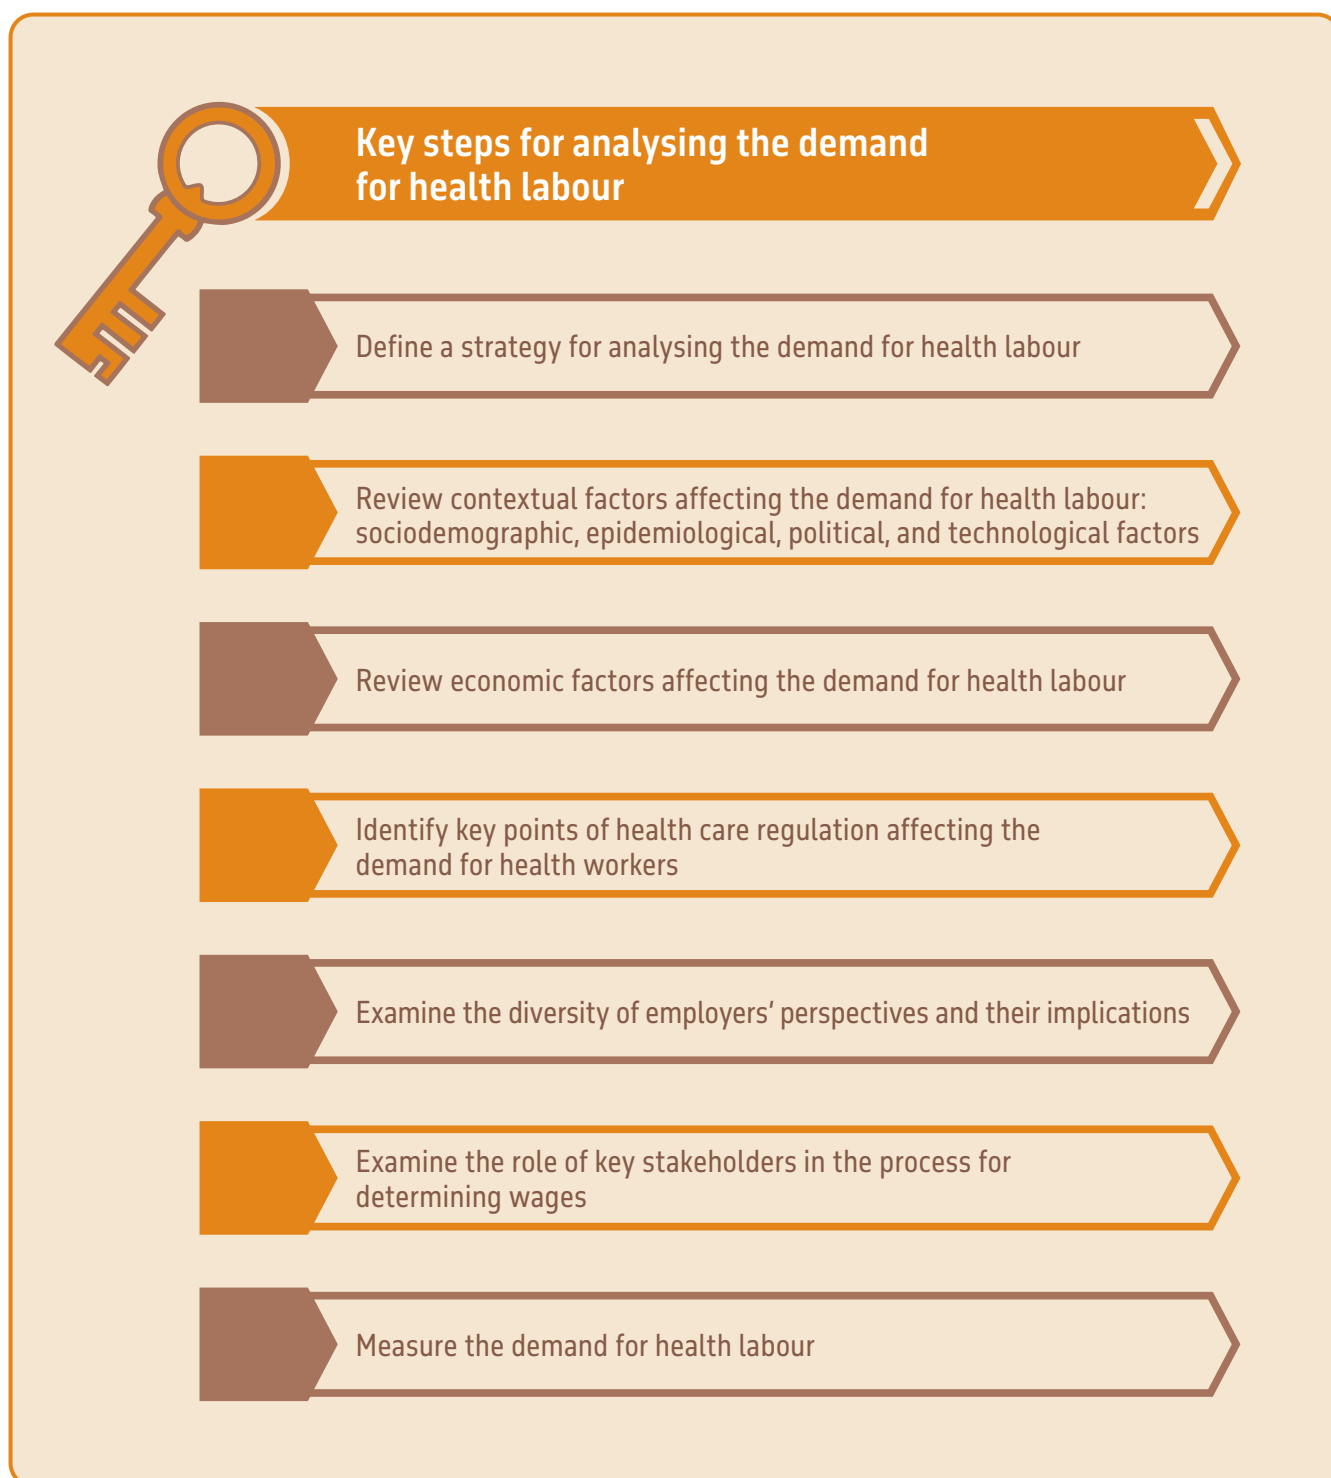 Key steps for analysing the demand
for health labour
Define a strategy for analysing the demand for health labour
Review contextual factors affecting the demand for health labour:
sociodemographic, epidemiological, political, and technological factors
Review economic factors affecting the demand for health labour
Identify key points of health care regulation affecting the
demand for health workers
Examine the diversity of employers’ perspectives and their implications
Examine the role of key stakeholders in the process for
determining wages
Measure the demand for health labour